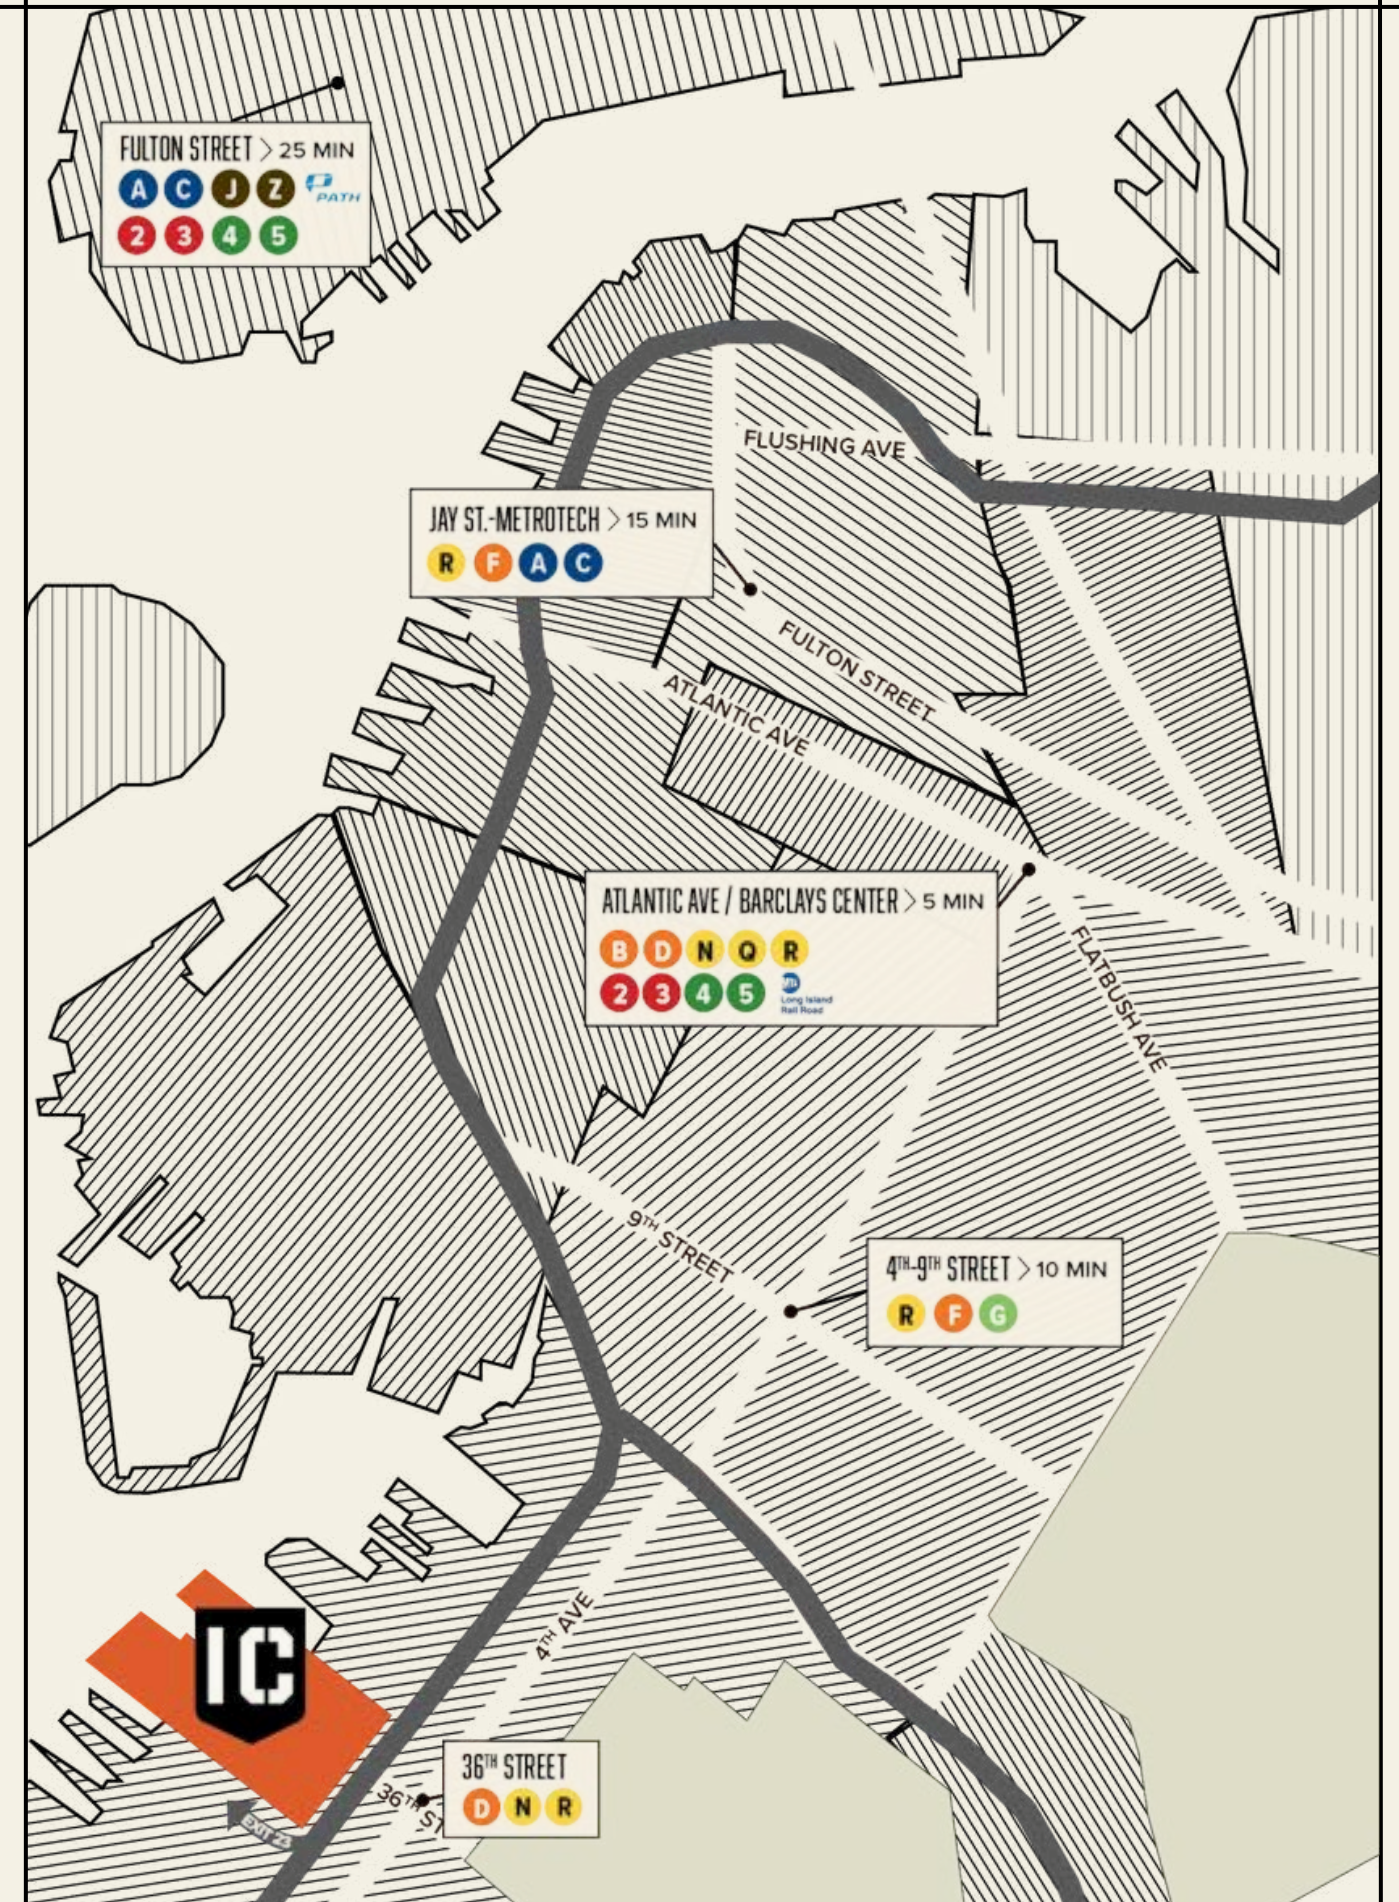 FULTON STREET > 25 MIN
A C J Z PATH
2 3 4 5
FLUSHING AVE
JAY ST.-METROTECH > 15 MIN
R F A C
FULTON STREET
ATLANTIC AVE
ATLANTIC AVE / BARCLAYS CENTER > 5 MIN
B D N Q R
2 3 4 5 MTA
Long Island
Rail Road
FLATBUSH AVE
9TH STREET
4TH-9TH STREET > 10 MIN
R F G
4TH AVE
IC
36TH STREET
D N R
36TH ST
EXIT 23